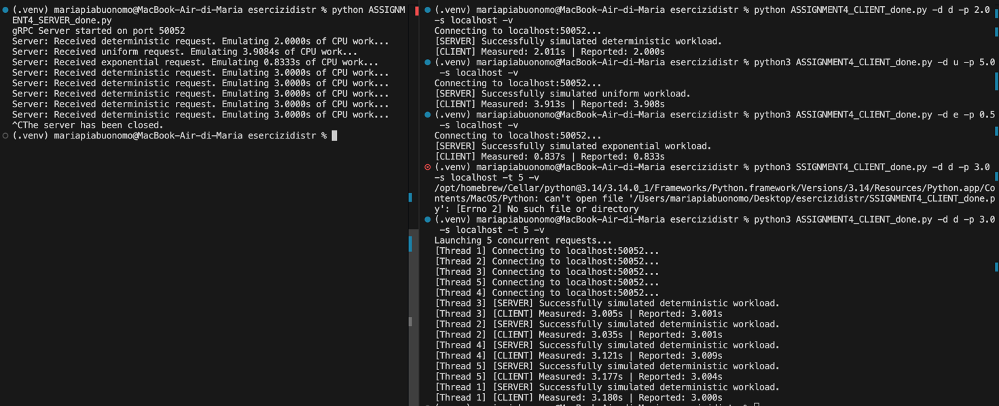 (.venv) mariapiabuonomo@MacBook-Air-di-Maria esercizidistr % python ASSIGNM
ENT4_SERVER_done.py
gRPC Server started on port 50052
Server: Received deterministic request. Emulating 2.0000s of CPU work...
Server: Received uniform request. Emulating 3.9084s of CPU work...
Server: Received exponential request. Emulating 0.8333s of CPU work...
Server: Received deterministic request. Emulating 3.0000s of CPU work...
Server: Received deterministic request. Emulating 3.0000s of CPU work...
Server: Received deterministic request. Emulating 3.0000s of CPU work...
Server: Received deterministic request. Emulating 3.0000s of CPU work...
Server: Received deterministic request. Emulating 3.0000s of CPU work...
^CThe server has been closed.
(.venv) mariapiabuonomo@MacBook-Air-di-Maria esercizidistr %
(.venv) mariapiabuonomo@MacBook-Air-di-Maria esercizidistr % python ASSIGNMENT4_CLIENT_done.py -d d -p 2.0
-s localhost -v
Connecting to localhost:50052...
[SERVER] Successfully simulated deterministic workload.
[CLIENT] Measured: 2.011s | Reported: 2.000s
(.venv) mariapiabuonomo@MacBook-Air-di-Maria esercizidistr % python3 ASSIGNMENT4_CLIENT_done.py -d u -p 5.0
-s localhost -v
Connecting to localhost:50052...
[SERVER] Successfully simulated uniform workload.
[CLIENT] Measured: 3.913s | Reported: 3.908s
(.venv) mariapiabuonomo@MacBook-Air-di-Maria esercizidistr % python3 ASSIGNMENT4_CLIENT_done.py -d e -p 0.5
-s localhost -v
Connecting to localhost:50052...
[SERVER] Successfully simulated exponential workload.
[CLIENT] Measured: 0.837s | Reported: 0.833s
(.venv) mariapiabuonomo@MacBook-Air-di-Maria esercizidistr % python3 SSIGNMENT4_CLIENT_done.py -d d -p 3.0
-s localhost -t 5 -v
/opt/homebrew/Cellar/python@3.14/3.14.0_1/Frameworks/Python.framework/Versions/3.14/Resources/Python.app/Co
ntents/MacOS/Python: can't open file '/Users/mariapiabuonomo/Desktop/esercizidistr/SSIGNMENT4_CLIENT_done.p
y': [Errno 2] No such file or directory
(.venv) mariapiabuonomo@MacBook-Air-di-Maria esercizidistr % python3 ASSIGNMENT4_CLIENT_done.py -d d -p 3.0
-s localhost -t 5 -v
Launching 5 concurrent requests...
[Thread 1] Connecting to localhost:50052...
[Thread 2] Connecting to localhost:50052...
[Thread 3] Connecting to localhost:50052...
[Thread 5] Connecting to localhost:50052...
[Thread 4] Connecting to localhost:50052...
[Thread 3] [SERVER] Successfully simulated deterministic workload.
[Thread 3] [CLIENT] Measured: 3.005s | Reported: 3.001s
[Thread 2] [SERVER] Successfully simulated deterministic workload.
[Thread 2] [CLIENT] Measured: 3.035s | Reported: 3.001s
[Thread 4] [SERVER] Successfully simulated deterministic workload.
[Thread 4] [CLIENT] Measured: 3.121s | Reported: 3.009s
[Thread 5] [SERVER] Successfully simulated deterministic workload.
[Thread 5] [CLIENT] Measured: 3.177s | Reported: 3.004s
[Thread 1] [SERVER] Successfully simulated deterministic workload.
[Thread 1] [CLIENT] Measured: 3.180s | Reported: 3.000s